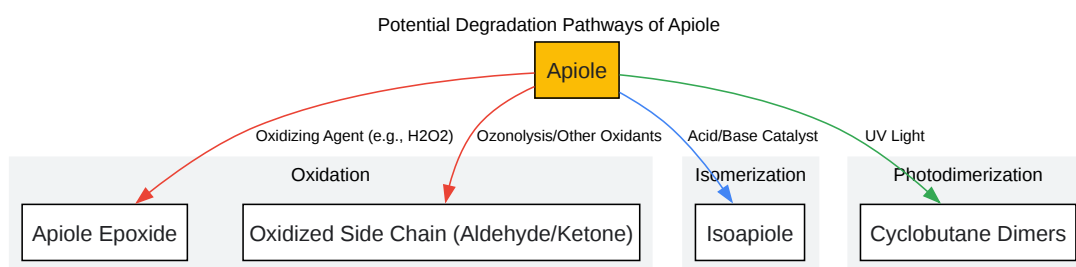 Potential Degradation Pathways of Apiole
Apiole
Oxidizing Agent (e.g., H2O2)
Ozonolysis/Other Oxidants
Acid/Base Catalyst
UV Light
Oxidation
Isomerization
Photodimerization
Apiole Epoxide
Oxidized Side Chain (Aldehyde/Ketone)
Isoapiole
Cyclobutane Dimers